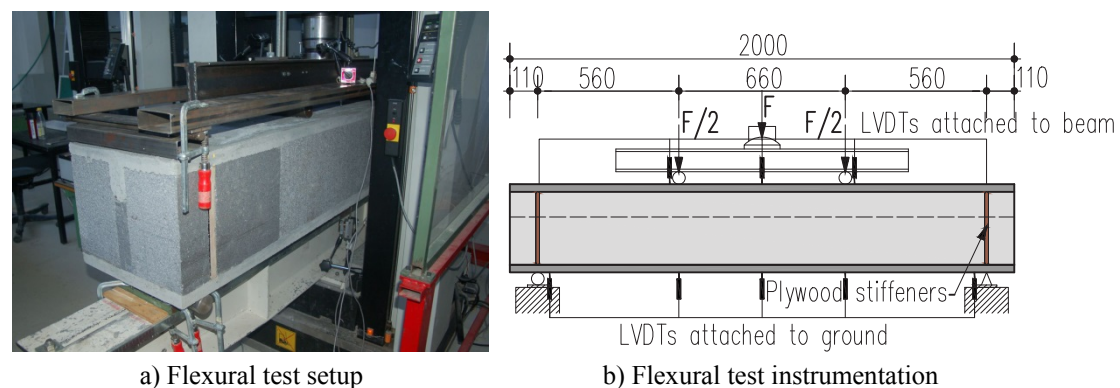 2000
110 560 660 560 110
F
F/2 F/2 LVDTs attached to beam
Plywood stiffeners
LVDTs attached to ground
a) Flexural test setup
b) Flexural test instrumentation